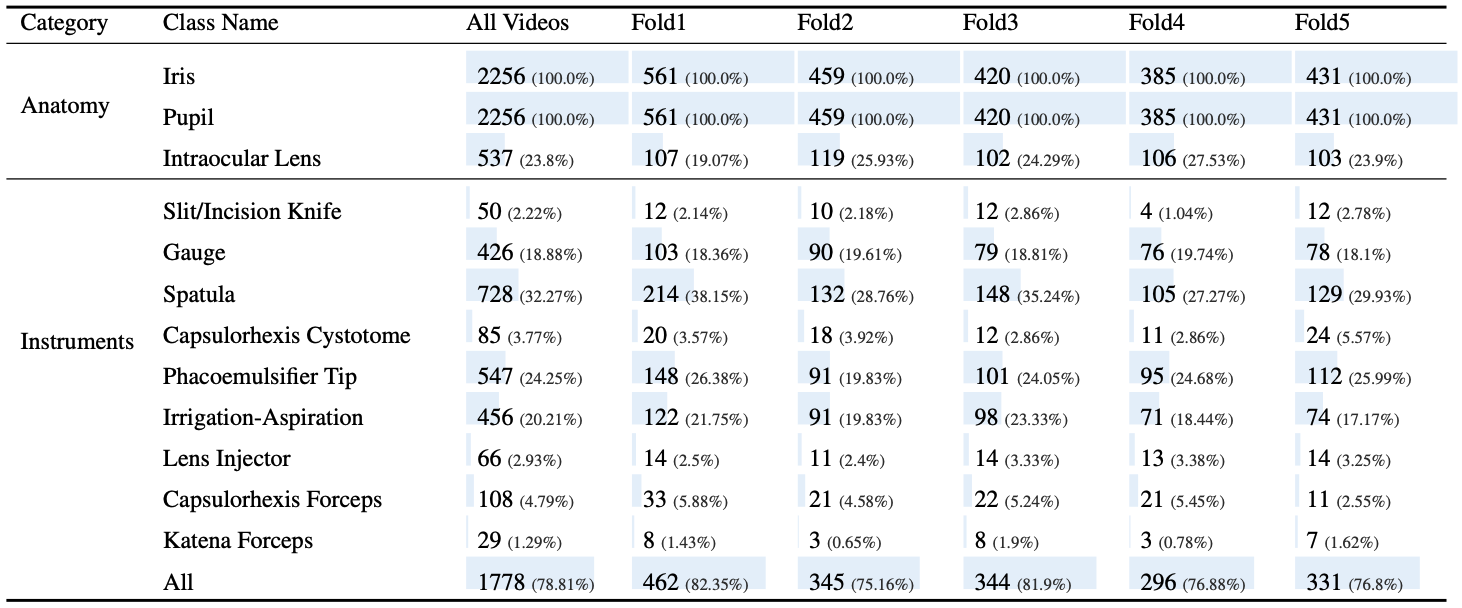 Category Class Name All Videos Fold1 Fold2 Fold3 Fold4 Fold5
Iris 2256 (100.0%) 561 (100.0%) 459 (100.0%) 420 (100.0%) 385 (100.0%) 431 (100.0%)
Anatomy
Pupil 2256 (100.0%) 561 (100.0%) 459 (100.0%) 420 (100.0%) 385 (100.0%) 431 (100.0%)
Intraocular Lens 537 (23.8%) 107 (19.07%) 119 (25.93%) 102 (24.29%) 106 (27.53%) 103 (23.9%)
Slit/Incision Knife 50 (2.22%) 12 (2.14%) 10 (2.18%) 12 (2.86%) 4 (1.04%) 12 (2.78%)
Gauge 426 (18.88%) 103 (18.36%) 90 (19.61%) 79 (18.81%) 76 (19.74%) 78 (18.1%)
Spatula 728 (32.27%) 214 (38.15%) 132 (28.76%) 148 (35.24%) 105 (27.27%) 129 (29.93%)
Capsulorhexis Cystotome 85 (3.77%) 20 (3.57%) 18 (3.92%) 12 (2.86%) 11 (2.86%) 24 (5.57%)
Instruments
Phacoemulsifier Tip 547 (24.25%) 148 (26.38%) 91 (19.83%) 101 (24.05%) 95 (24.68%) 112 (25.99%)
Irrigation-Aspiration 456 (20.21%) 122 (21.75%) 91 (19.83%) 98 (23.33%) 71 (18.44%) 74 (17.17%)
Lens Injector 66 (2.93%) 14 (2.5%) 11 (2.4%) 14 (3.33%) 13 (3.38%) 14 (3.25%)
Capsulorhexis Forceps 108 (4.79%) 33 (5.88%) 21 (4.58%) 22 (5.24%) 21 (5.45%) 11 (2.55%)
Katena Forceps 29 (1.29%) 8 (1.43%) 3 (0.65%) 8 (1.9%) 3 (0.78%) 7 (1.62%)
All 1778 (78.81%) 462 (82.35%) 345 (75.16%) 344 (81.9%) 296 (76.88%) 331 (76.8%)